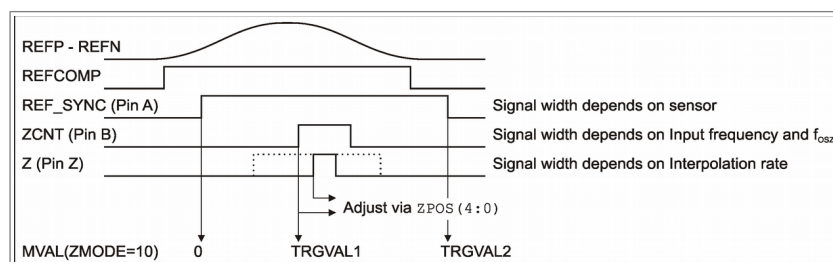 REFP - REFN
REFCOMP
REF_SYNC (Pin A) Signal width depends on sensor
ZCNT (Pin B) Signal width depends on Input frequency and fosz
Z (Pin Z) Signal width depends on Interpolation rate
Adjust via ZPOS(4:0)
MVAL(ZMODE=10) 0 TRGVAL1 TRGVAL2